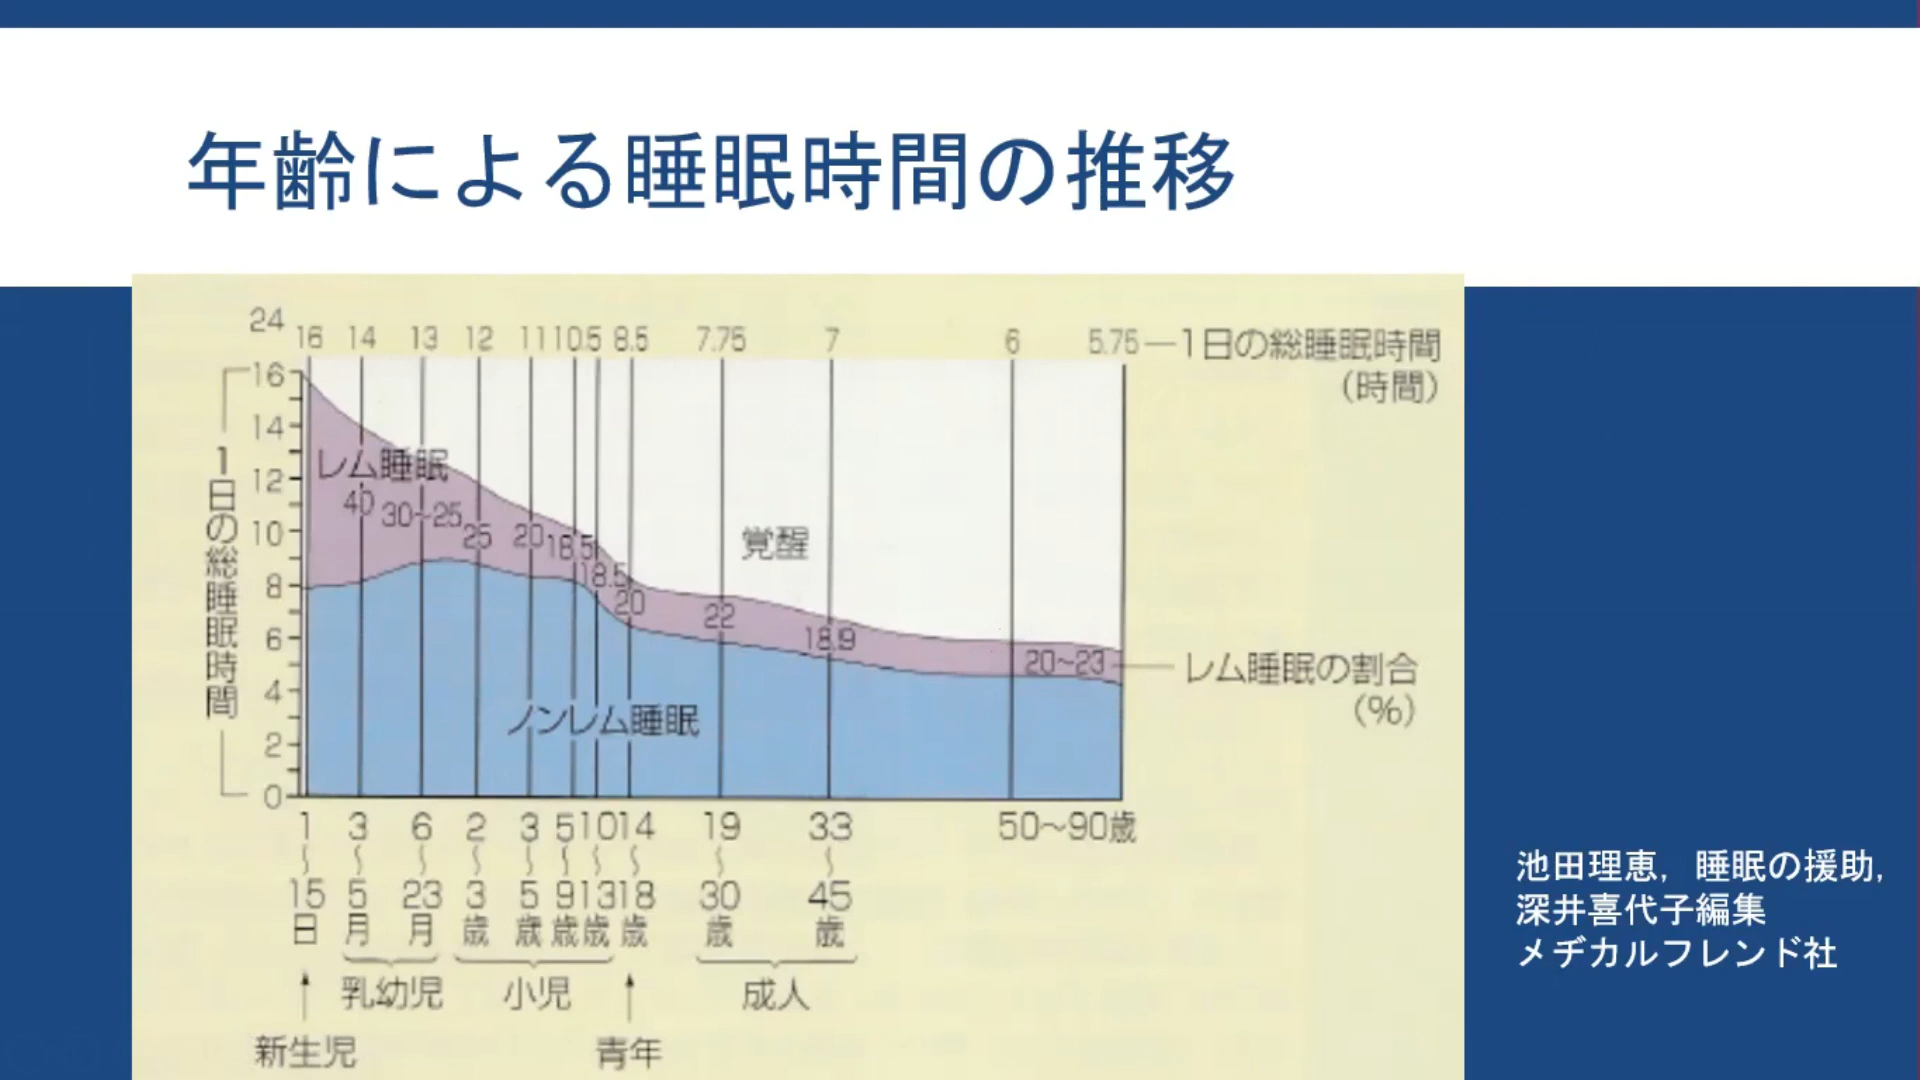 年齢による睡眠時間の推移
24
16 14 13 12 11 10.5 8.5 7.75 7 6 5.75 1日の総睡眠時間
(時間)
16
14
12
10
8
6
4
2
0
1日の総睡眠時間
レム睡眠
40 30~25 25 20 18.5 18.5 20 22 18.9 20~23
覚醒
ノンレム睡眠
レム睡眠の割合
(%)
1 3 6 2 3 5 10 14 19 33 50〜90歳
〜 〜 〜 〜 〜 〜 〜 〜 〜 〜
15 5 23 3 5 9 13 18 30 45
日 月 月 歳 歳 歳 歳 歳 歳 歳
乳幼児 小児 成人
新生児 青年
池田理恵, 睡眠の援助,
深井喜代子編集
メヂカルフレンド社